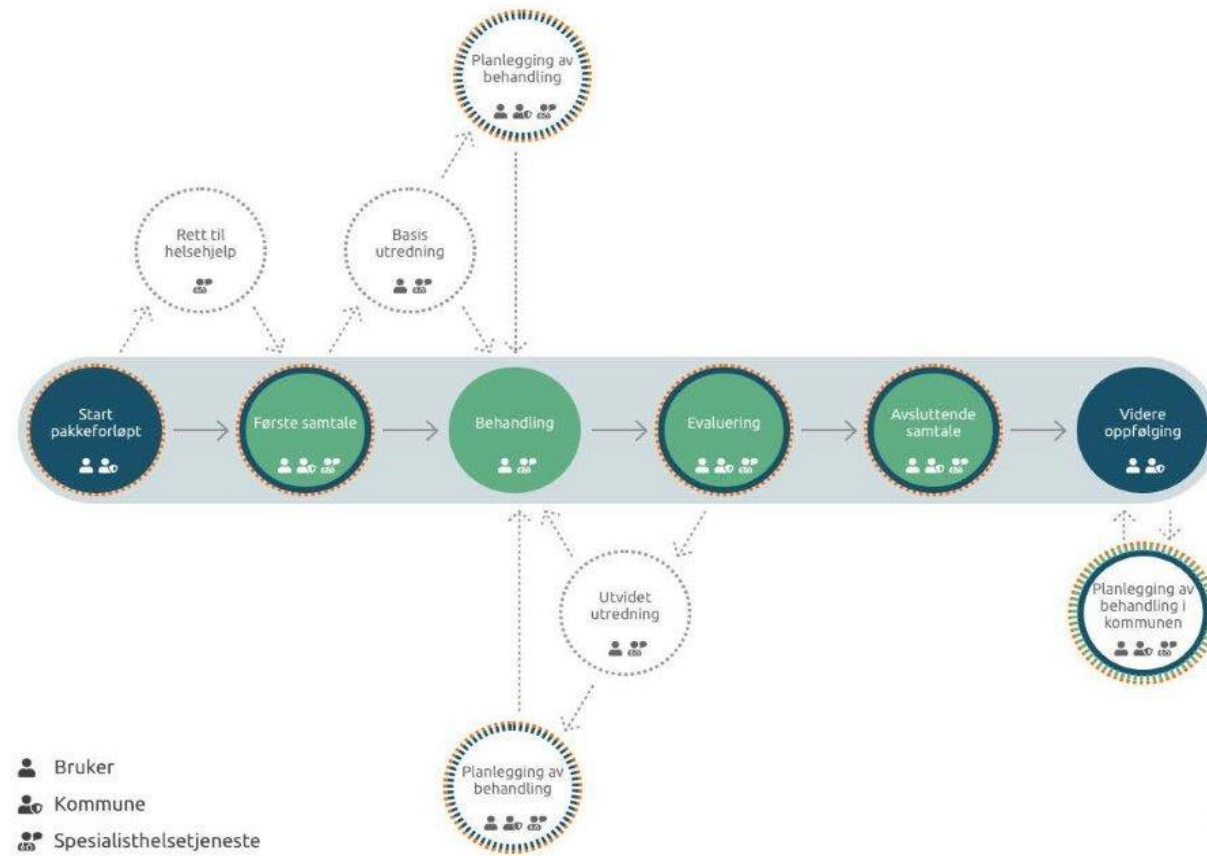 Planlegging av
behandling
Rett til
helsehjelp
Basis
utredning
Start
pakkeforløpt
Første samtale
Behandling
Evaluering
Avsluttende
samtale
Videre
oppfølging
Utvidet
utredning
Planlegging av
behandling i
kommunen
Planlegging av
behandling
Bruker
Kommune
Spesialisthelsetjeneste